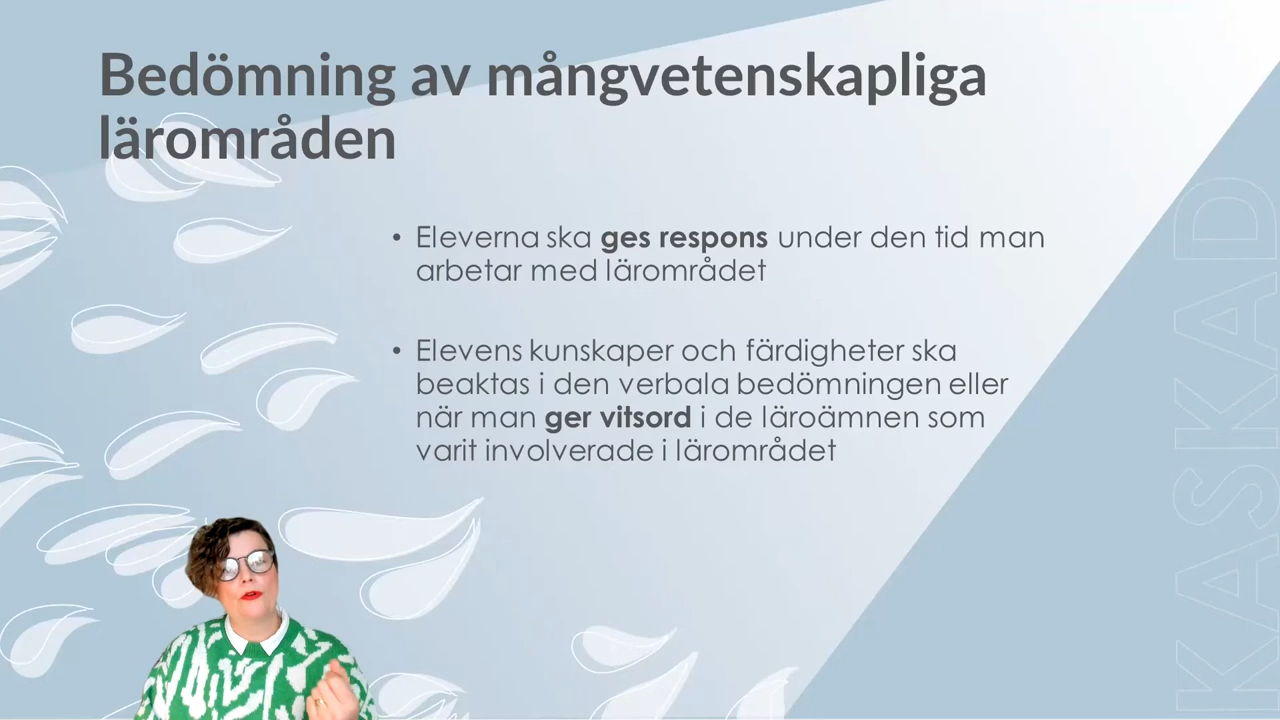 Bedömning av mångvetenskapliga
lärområden
• Eleverna ska ges respons under den tid man
arbetar med lärområdet
• Elevens kunskaper och färdigheter ska
beaktas i den verbala bedömningen eller
när man ger vitsord i de läroämnen som
varit involverade i lärområdet
KASKAD